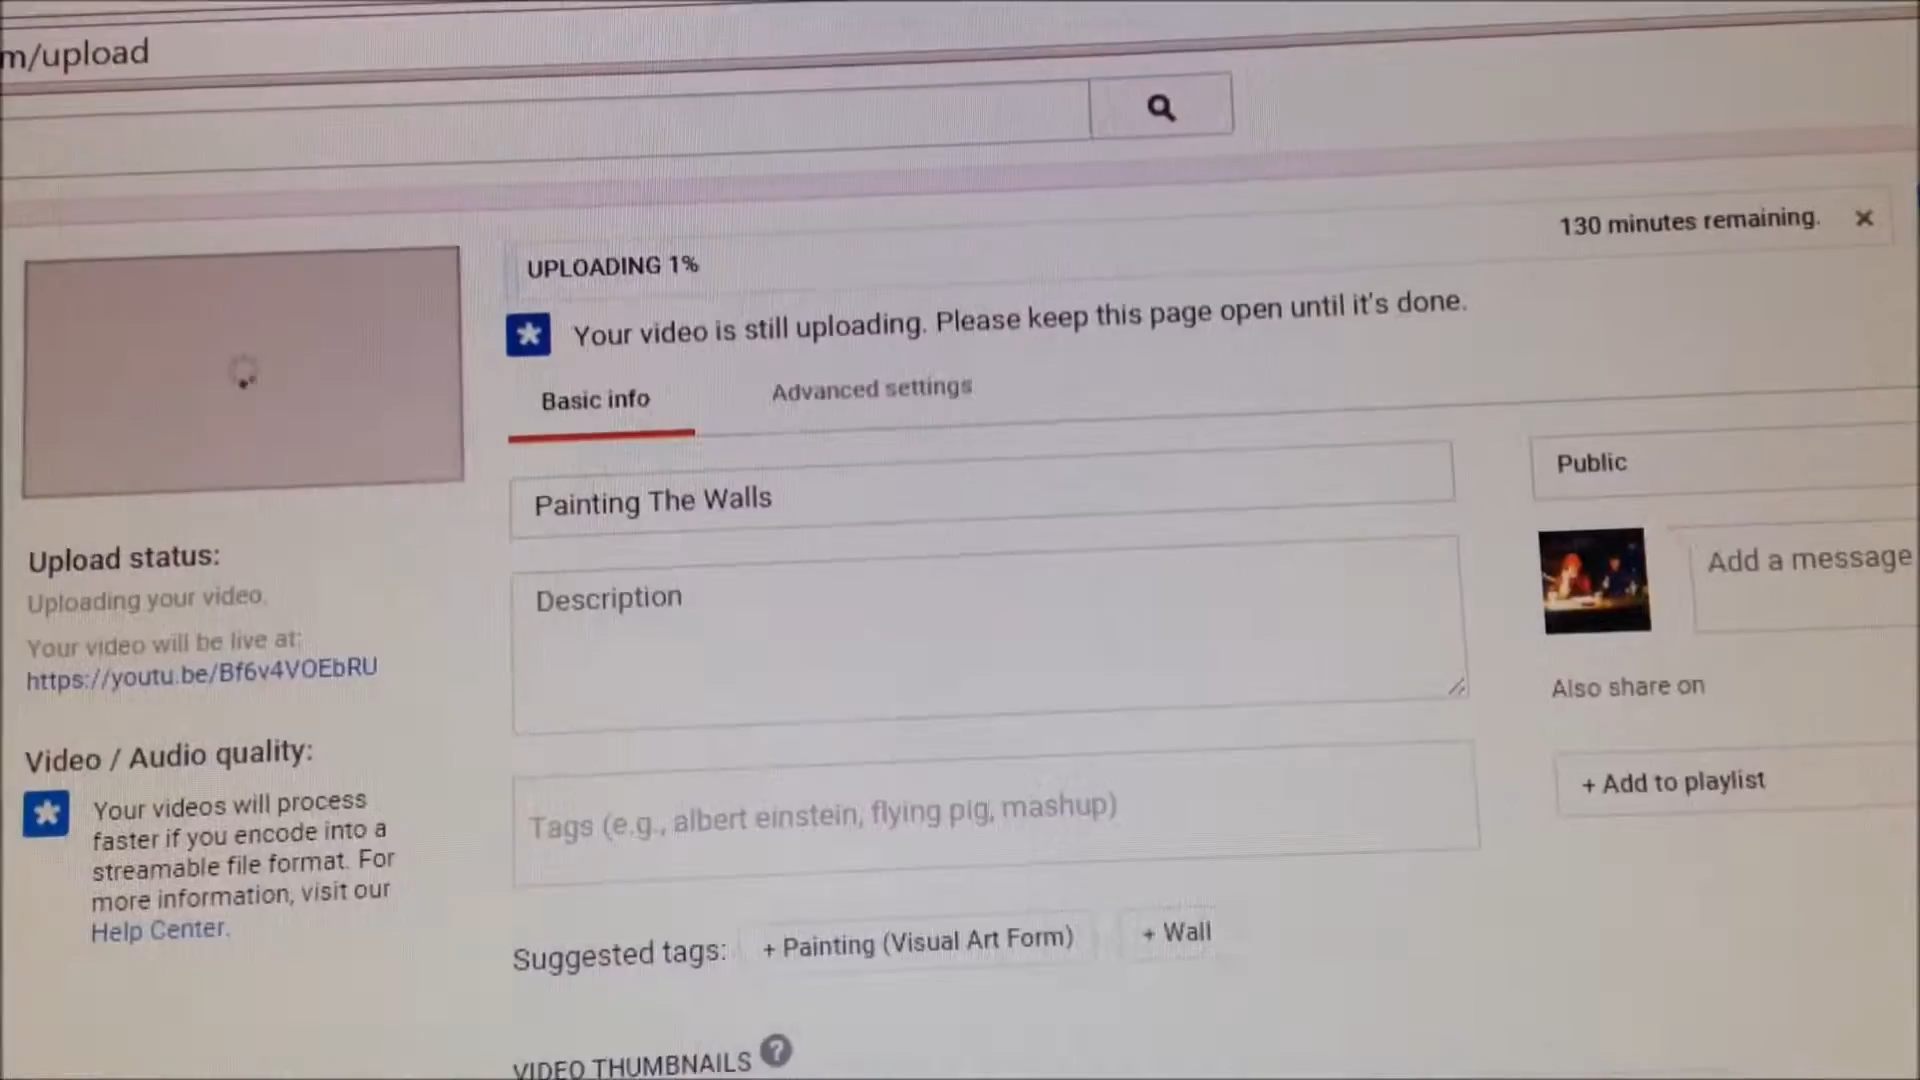 m/upload
130 minutes remaining.
UPLOADING 1%
Your video is still uploading. Please keep this page open until it's done.
Basic info
Advanced settings
Painting The Walls
Public
Description
Add a message
Upload status:
Uploading your video.
Your video will be live at:
https://youtu.be/Bf6v4VOEbRU
Also share on
+ Add to playlist
Video / Audio quality:
Your videos will process
faster if you encode into a
streamable file format. For
more information, visit our
Help Center.
Tags (e.g., albert einstein, flying pig, mashup)
Suggested tags: + Painting (Visual Art Form) + Wall
VIDEO THUMBNAILS ?